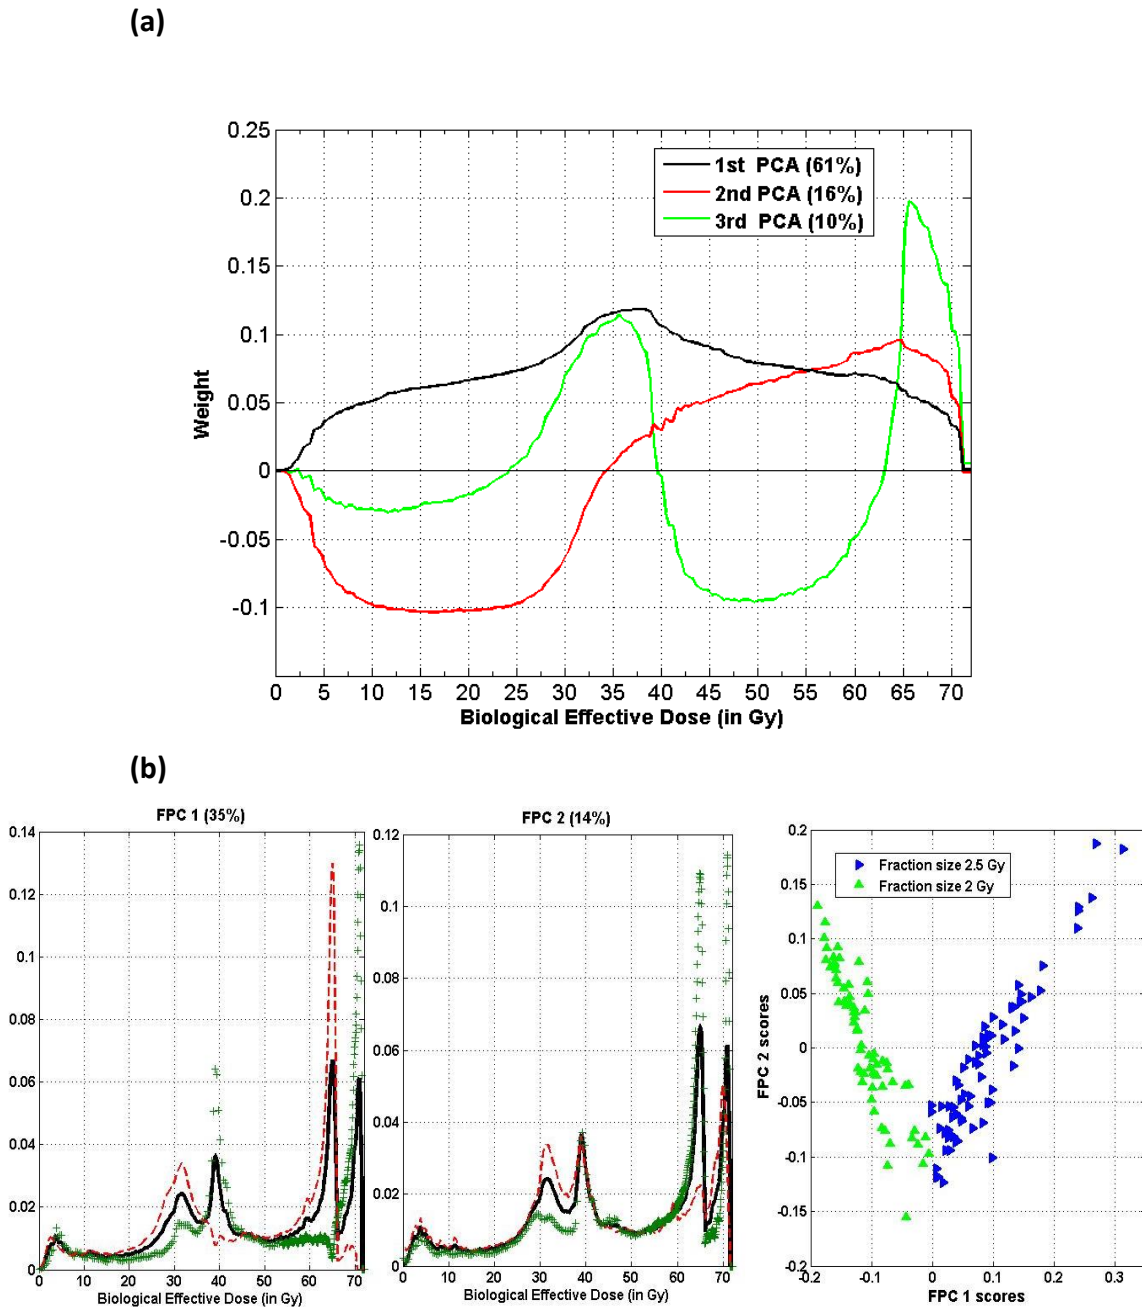 (a)
0.25
0.2
0.15
0.1
0.05
0
-0.05
-0.1
Weight
1st PCA (61%)
2nd PCA (16%)
3rd PCA (10%)
0 5 10 15 20 25 30 35 40 45 50 55 60 65 70
Biological Effective Dose (in Gy)
(b)
FPC 1 (35%)
0.14
0.12
0.1
0.08
0.06
0.04
0.02
0
0 10 20 30 40 50 60 70
Biological Effective Dose (in Gy)
FPC 2 (14%)
0.12
0.1
0.08
0.06
0.04
0.02
0
0 10 20 30 40 50 60 70
Biological Effective Dose (in Gy)
0.2
0.15
0.1
0.05
0
-0.05
-0.1
-0.15
-0.2
FPC 2 scores
Fraction size 2.5 Gy
Fraction size 2 Gy
-0.2 -0.1 0 0.1 0.2 0.3
FPC 1 scores